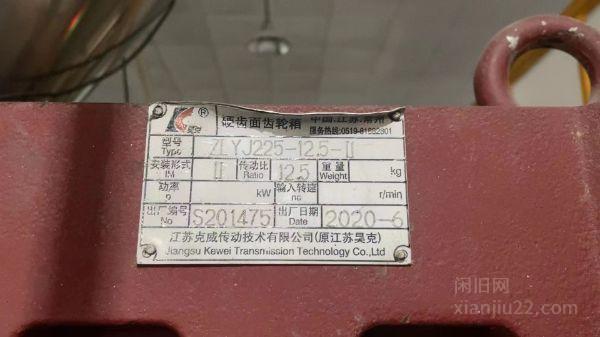 ® 硬齿面齿轮箱 中国.江苏.常州
服务热线:0519-81882801
型号 Type ZLYJ225-12.5-II
安装形式 IM II 传动比 Ratio 12.5 重量 Weight kg
功率 p kW 输入转速 n₀ r/min
出厂编号 No S201475 出厂日期 Date 2020-6
江苏克威传动技术有限公司(原江苏昊克)
Jiangsu Kewei Transmission Technology Co.,Ltd
闲旧网
xianjiu22.com